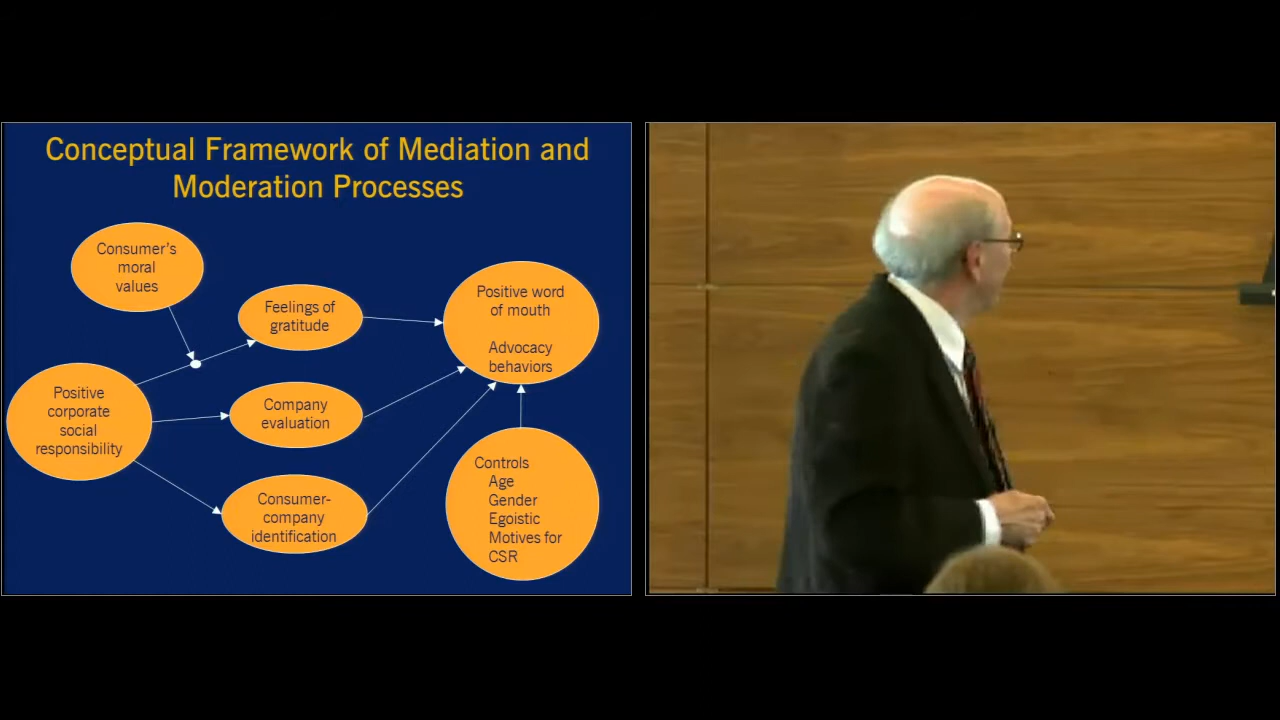 Conceptual Framework of Mediation and
Moderation Processes
Consumer's
moral
values
Feelings of
gratitude
Positive word
of mouth
Advocacy
behaviors
Positive
corporate
social
responsibility
Company
evaluation
Consumer-
company
identification
Controls
Age
Gender
Egoistic
Motives for
CSR